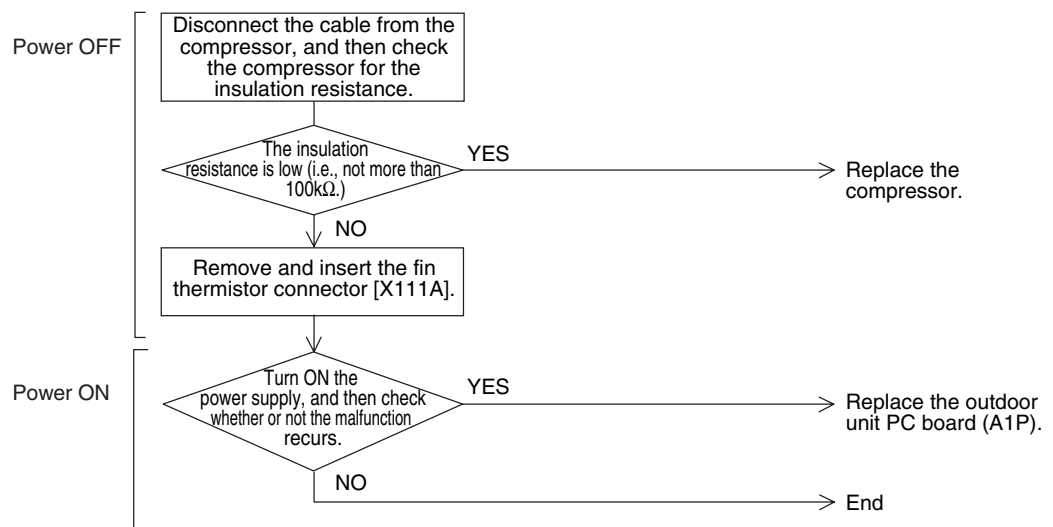 Power OFF
Disconnect the cable from the
compressor, and then check
the compressor for the
insulation resistance.
The insulation
resistance is low (i.e., not more than
100kΩ.)
YES
Replace the
compressor.
NO
Remove and insert the fin
thermistor connector [X111A].
Power ON
Turn ON the
power supply, and then check
whether or not the malfunction
recurs.
YES
Replace the outdoor
unit PC board (A1P).
NO
End